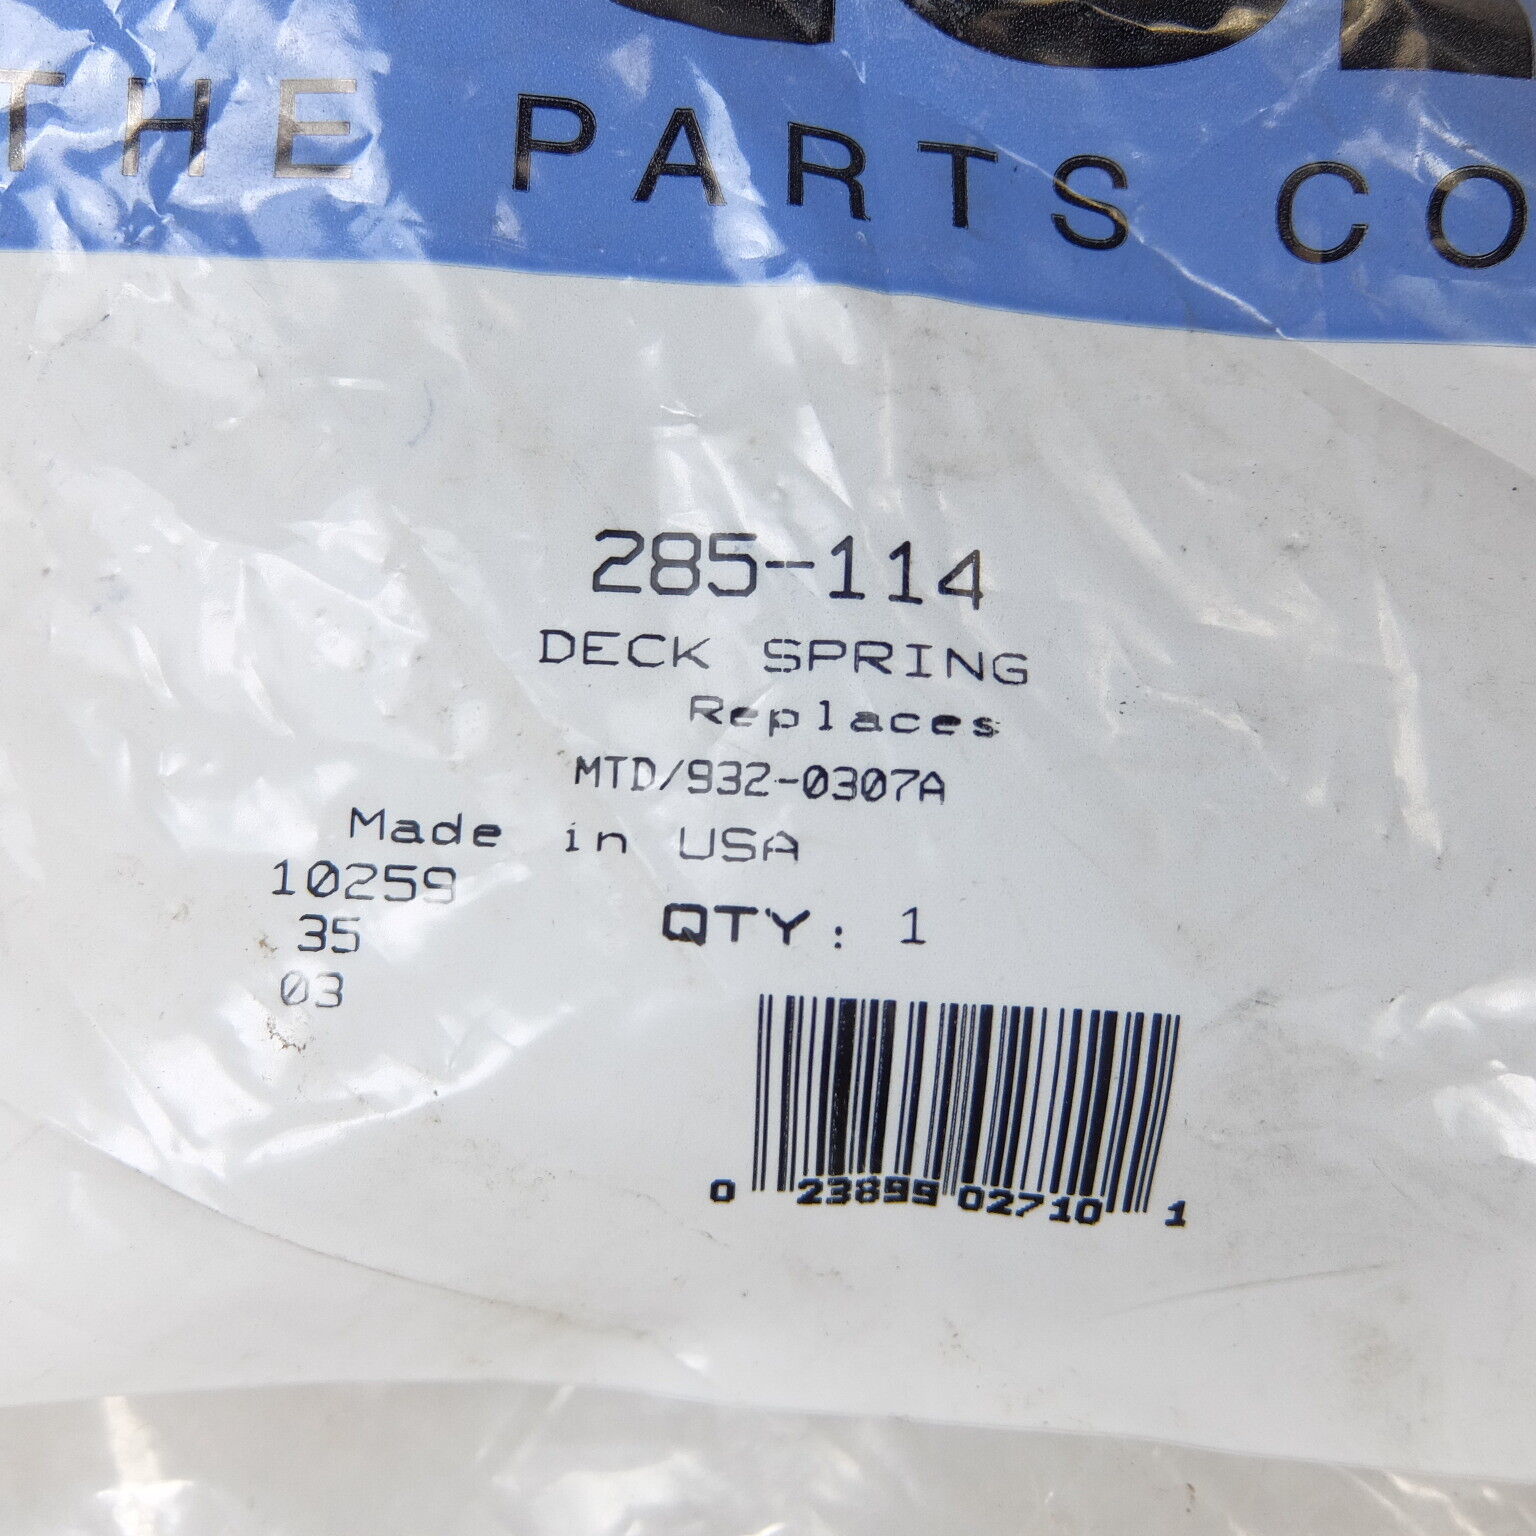 THE PARTS CO
285-114
DECK SPRING
Replaces
MTD/932-0307A
Made in USA
10259
35
03
QTY: 1
0 23899 02710 1